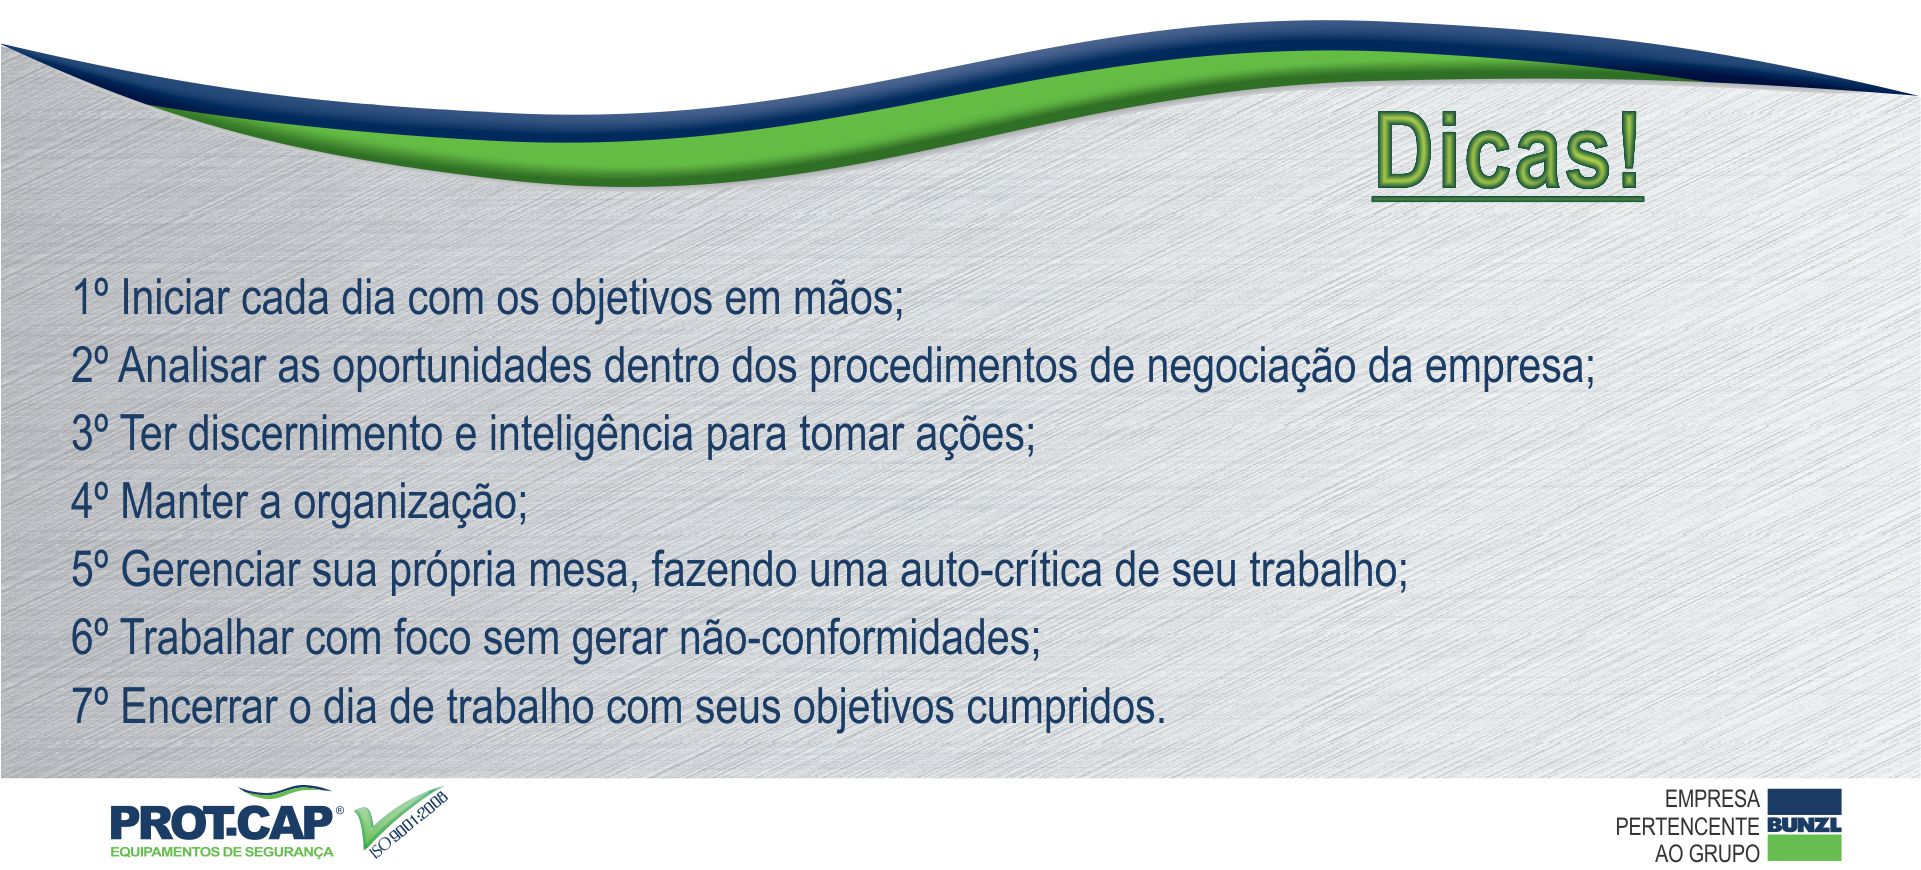 Dicas!
1º Iniciar cada dia com os objetivos em mãos;
2º Analisar as oportunidades dentro dos procedimentos de negociação da empresa;
3º Ter discernimento e inteligência para tomar ações;
4º Manter a organização;
5º Gerenciar sua própria mesa, fazendo uma auto-crítica de seu trabalho;
6º Trabalhar com foco sem gerar não-conformidades;
7º Encerrar o dia de trabalho com seus objetivos cumpridos.
PROT-CAP®
EQUIPAMENTOS DE SEGURANÇA
ISO 9001:2008
EMPRESA
PERTENCENTE
AO GRUPO
BUNZL